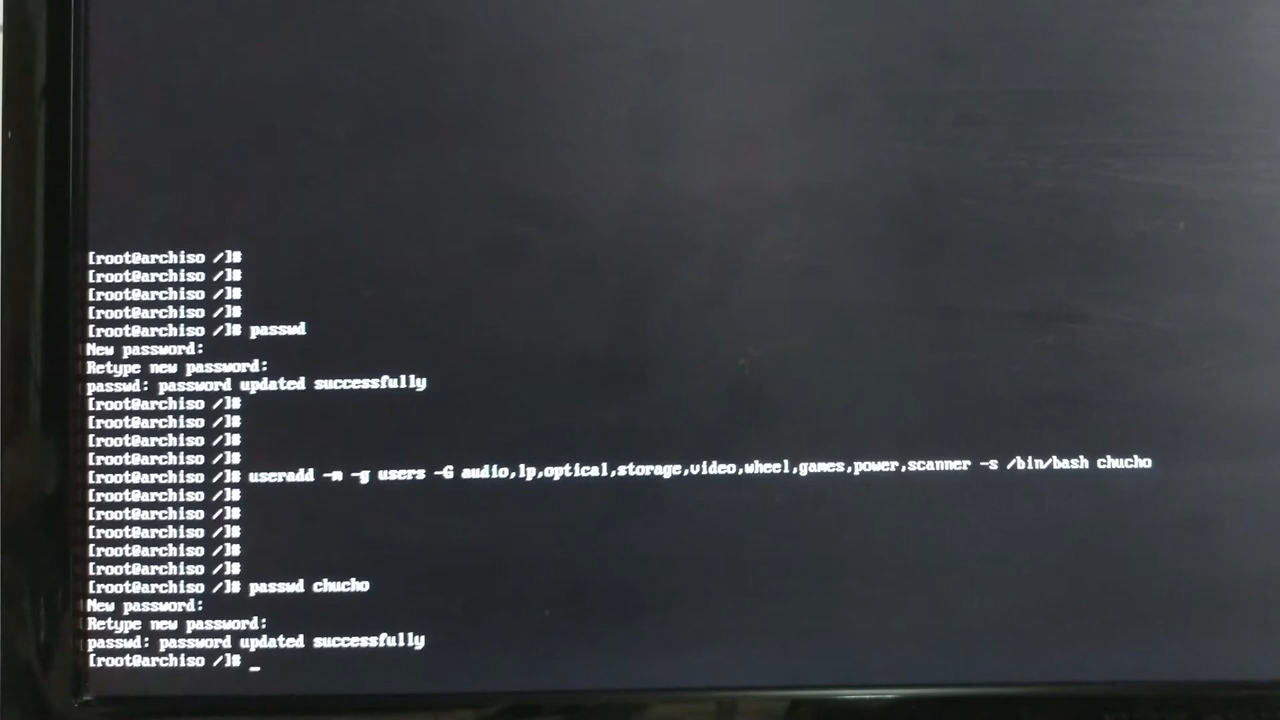 [root@archiso /]#
[root@archiso /]#
[root@archiso /]#
[root@archiso /]#
[root@archiso /]# passwd
New password:
Retype new password:
passwd: password updated successfully
[root@archiso /]#
[root@archiso /]#
[root@archiso /]#
[root@archiso /]#
[root@archiso /]# useradd -m -g users -G audio,lp,optical,storage,video,wheel,games,power,scanner -s /bin/bash chucho
[root@archiso /]#
[root@archiso /]#
[root@archiso /]#
[root@archiso /]#
[root@archiso /]#
[root@archiso /]# passwd chucho
New password:
Retype new password:
passwd: password updated successfully
[root@archiso /]# _